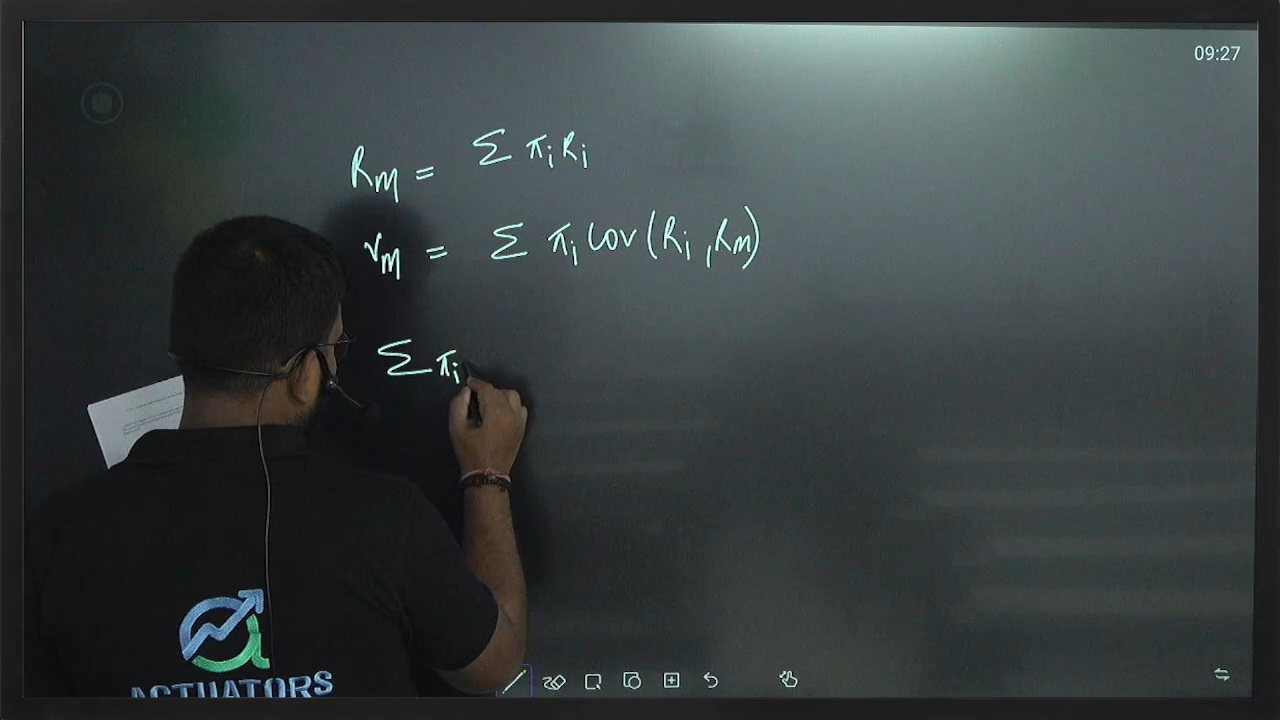 09:27
R_M = Σ π_i R_i
V_M = Σ π_i Cov(R_i, R_M)
Σ π_i
ACTUATORS